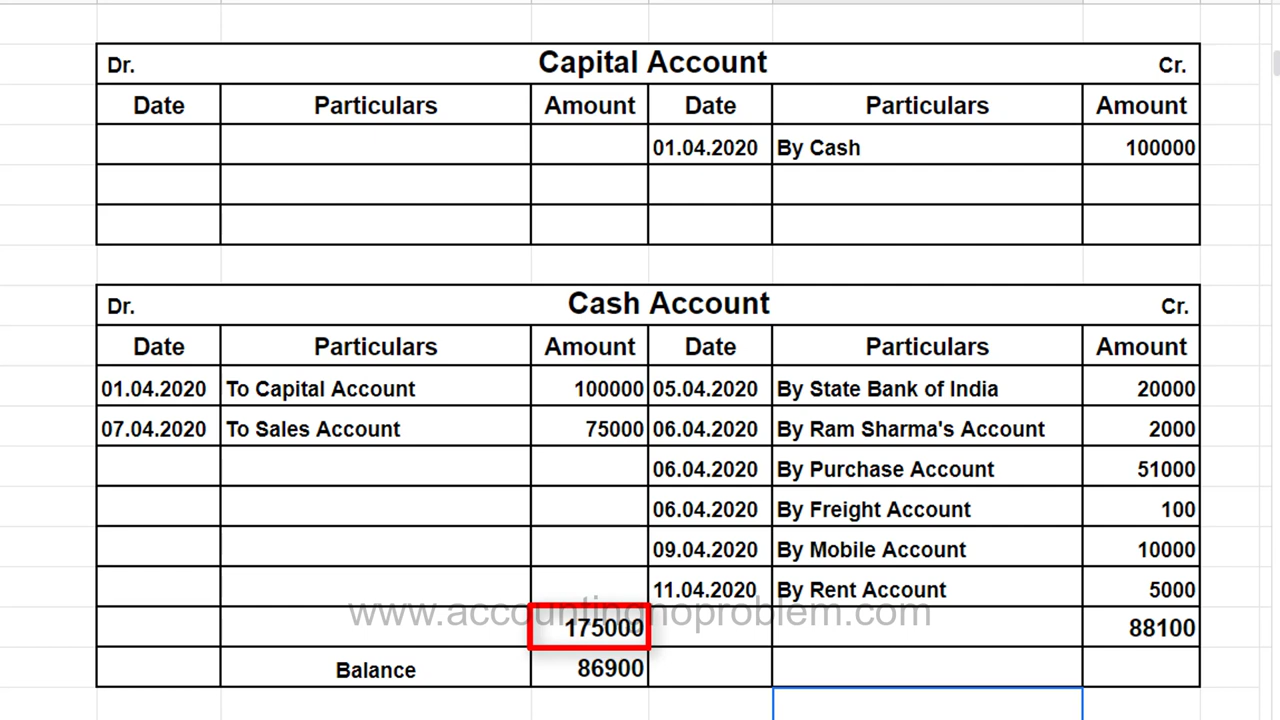 Dr. Capital Account Cr.
Date Particulars Amount Date Particulars Amount
01.04.2020 By Cash 100000
Dr. Cash Account Cr.
Date Particulars Amount Date Particulars Amount
01.04.2020 To Capital Account 100000 05.04.2020 By State Bank of India 20000
07.04.2020 To Sales Account 75000 06.04.2020 By Ram Sharma's Account 2000
06.04.2020 By Purchase Account 51000
06.04.2020 By Freight Account 100
09.04.2020 By Mobile Account 10000
11.04.2020 By Rent Account 5000
www.accountingnoproblem.com
175000 88100
Balance 86900